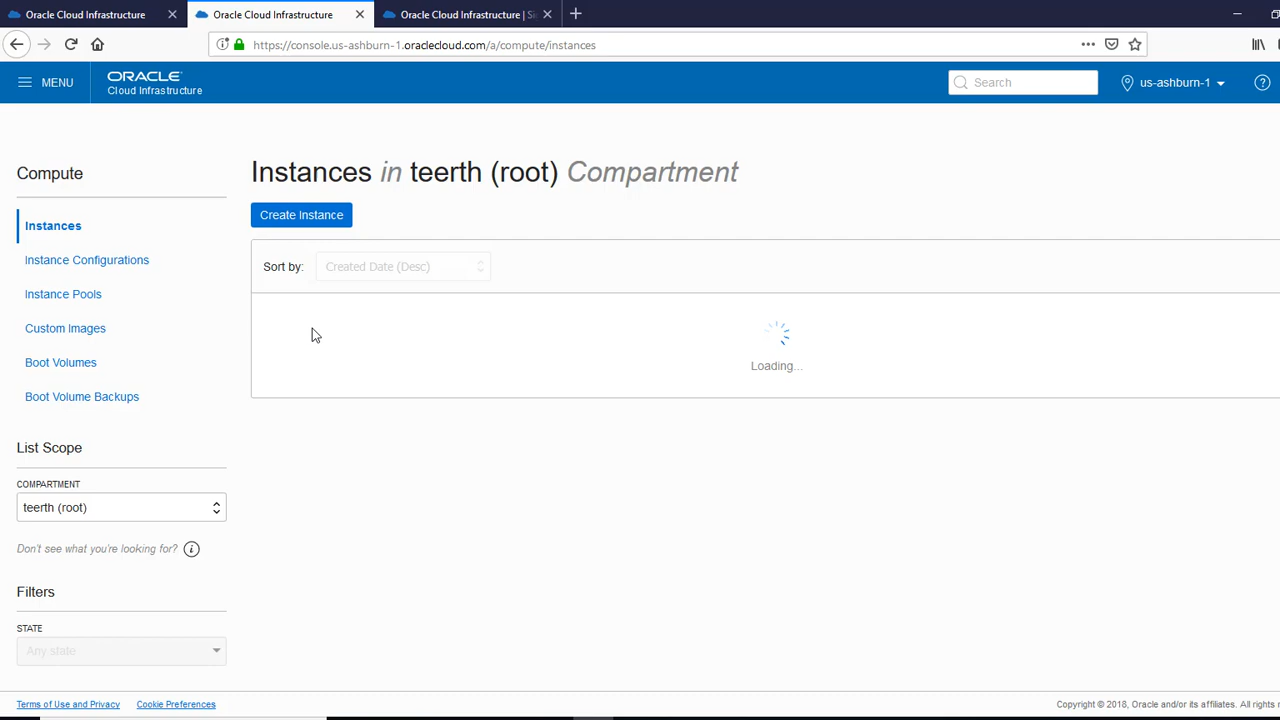 Oracle Cloud Infrastructure
Oracle Cloud Infrastructure
Oracle Cloud Infrastructure | Si
https://console.us-ashburn-1.oraclecloud.com/a/compute/instances
MENU
ORACLE
Cloud Infrastructure
Search
us-ashburn-1
Compute
Instances
Instance Configurations
Instance Pools
Custom Images
Boot Volumes
Boot Volume Backups
List Scope
COMPARTMENT
teerth (root)
Don't see what you're looking for?
Filters
STATE
Any state
Instances in teerth (root) Compartment
Create Instance
Sort by: Created Date (Desc)
Loading...
Terms of Use and Privacy Cookie Preferences
Copyright © 2018, Oracle and/or its affiliates. All rights